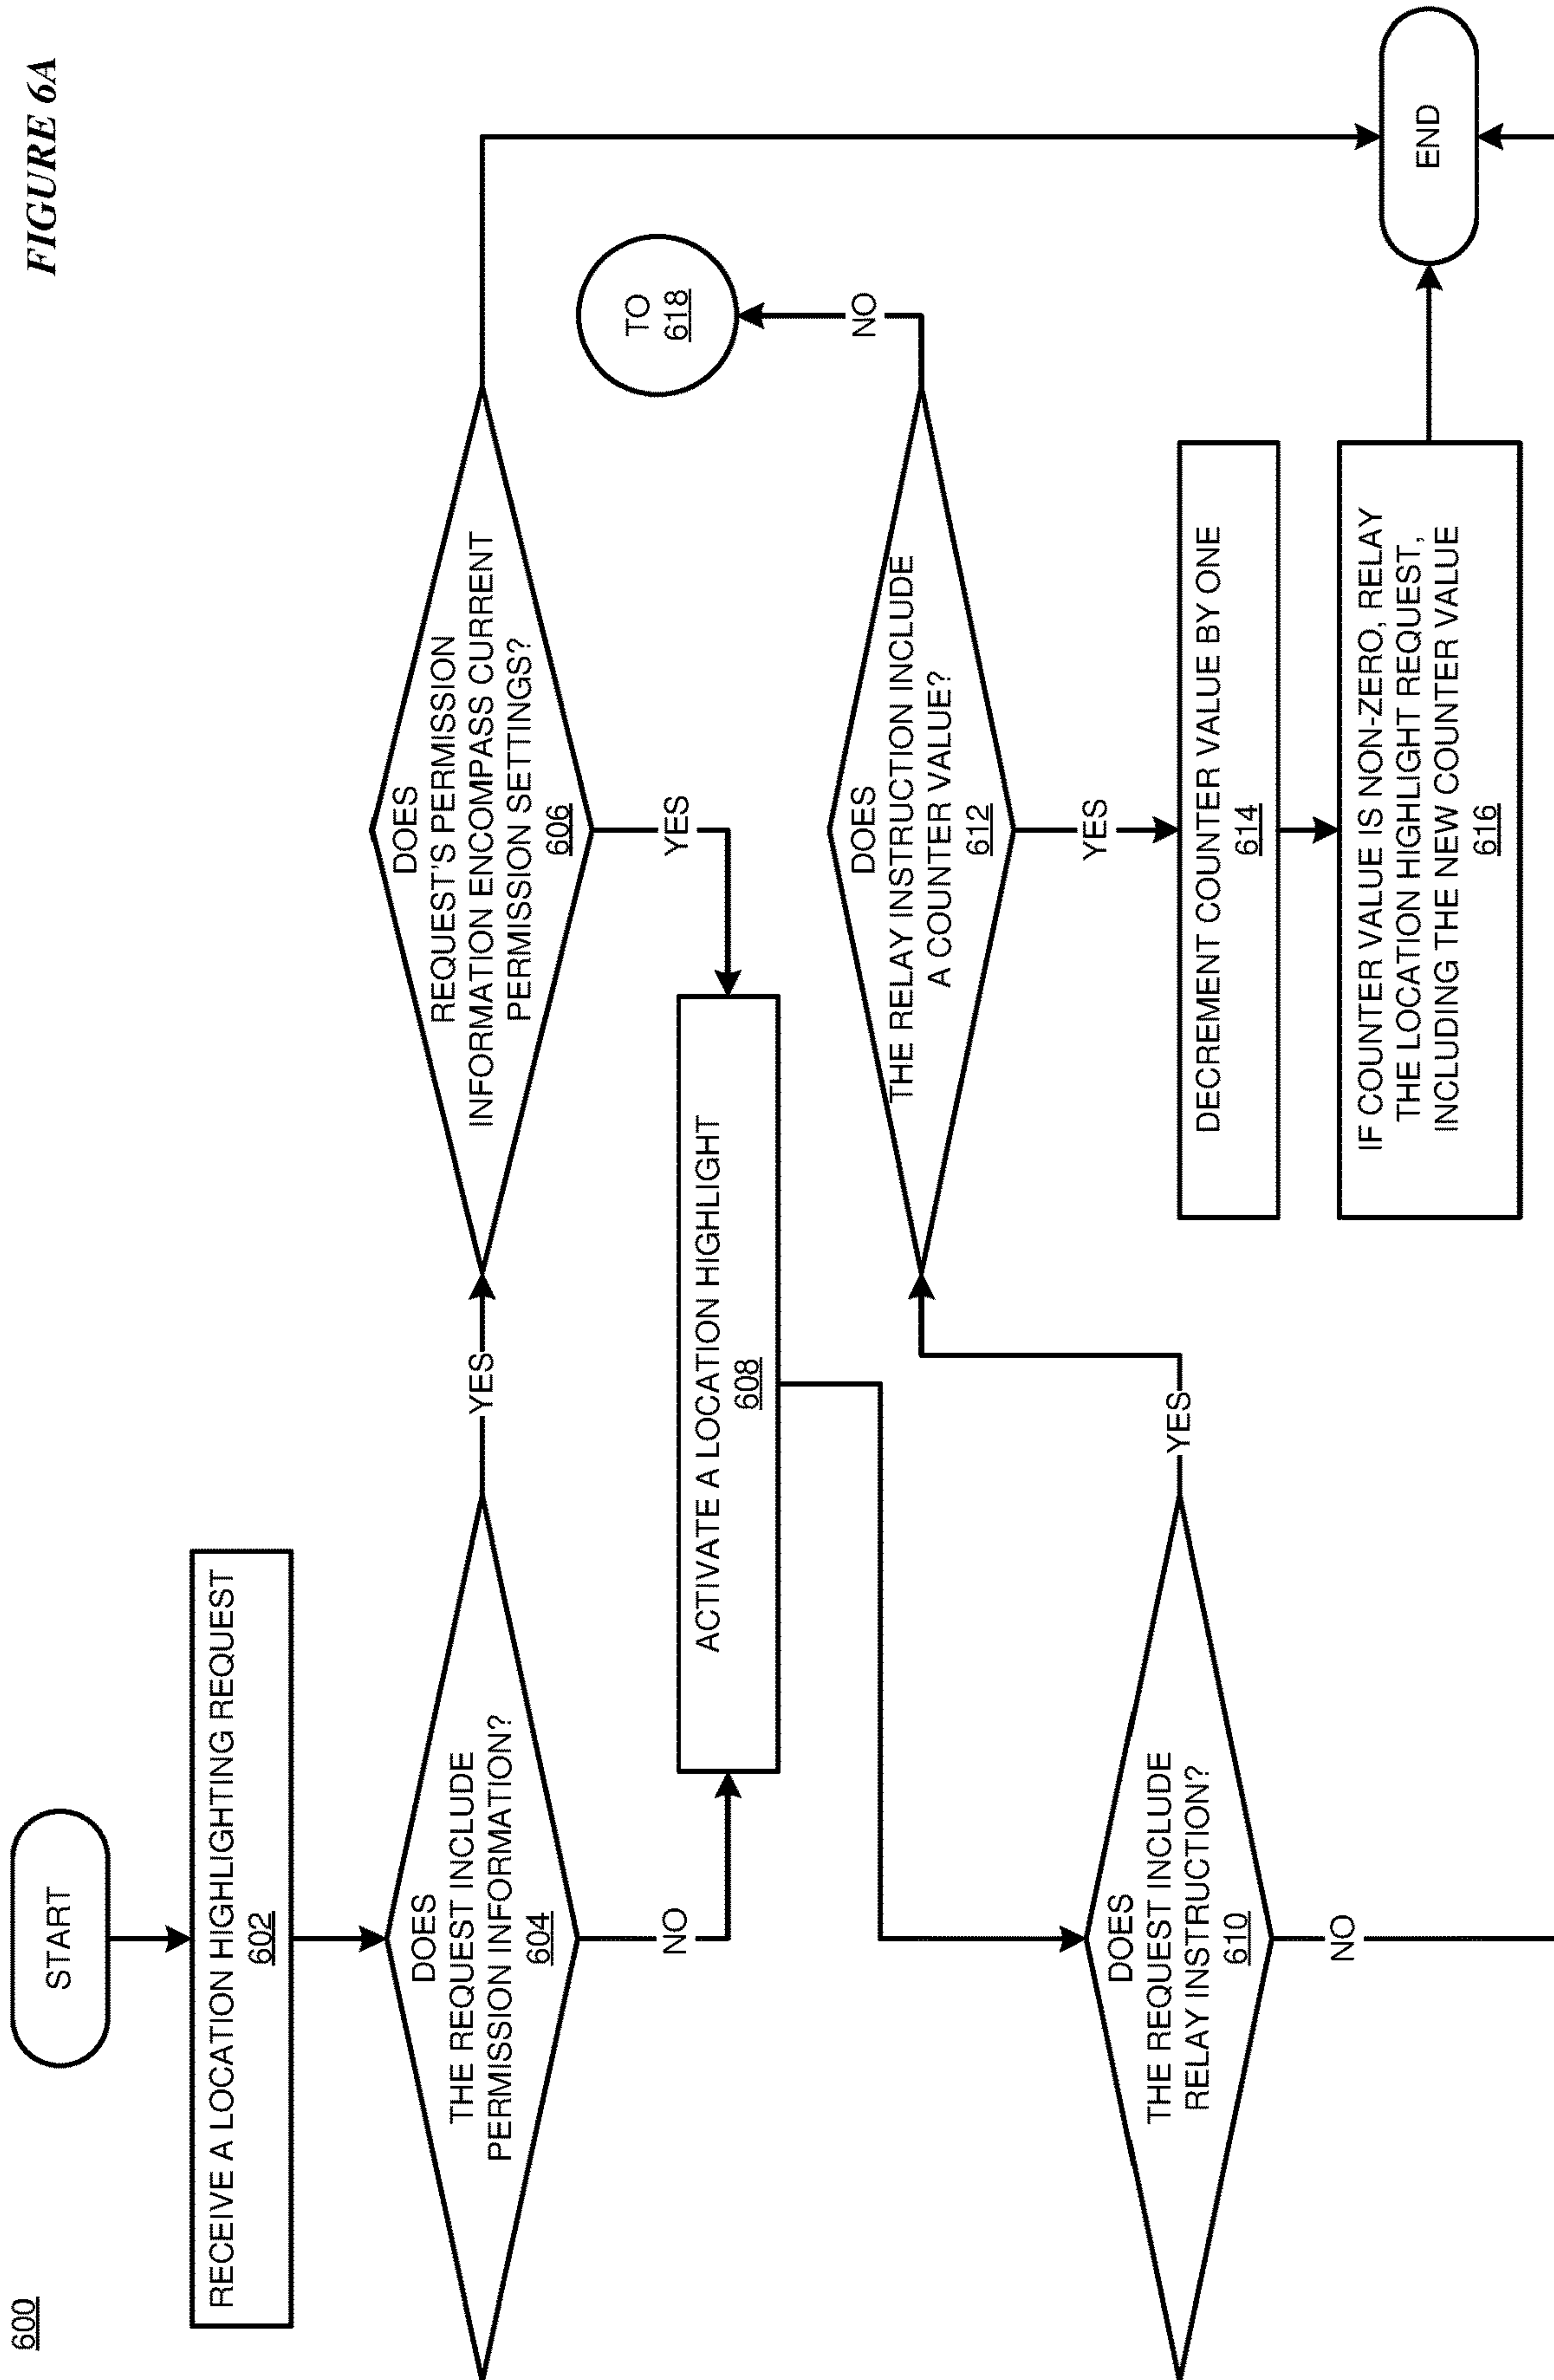 FIGURE 6A
600
START
RECEIVE A LOCATION HIGHLIGHTING REQUEST
602
DOES
THE REQUEST INCLUDE
PERMISSION INFORMATION?
604
YES
NO
DOES
REQUEST'S PERMISSION
INFORMATION ENCOMPASS CURRENT
PERMISSION SETTINGS?
606
YES
ACTIVATE A LOCATION HIGHLIGHT
608
DOES
THE REQUEST INCLUDE
RELAY INSTRUCTION?
610
YES
NO
DOES
THE RELAY INSTRUCTION INCLUDE
A COUNTER VALUE?
612
NO
TO
618
YES
DECREMENT COUNTER VALUE BY ONE
614
IF COUNTER VALUE IS NON-ZERO, RELAY
THE LOCATION HIGHLIGHT REQUEST,
INCLUDING THE NEW COUNTER VALUE
616
END